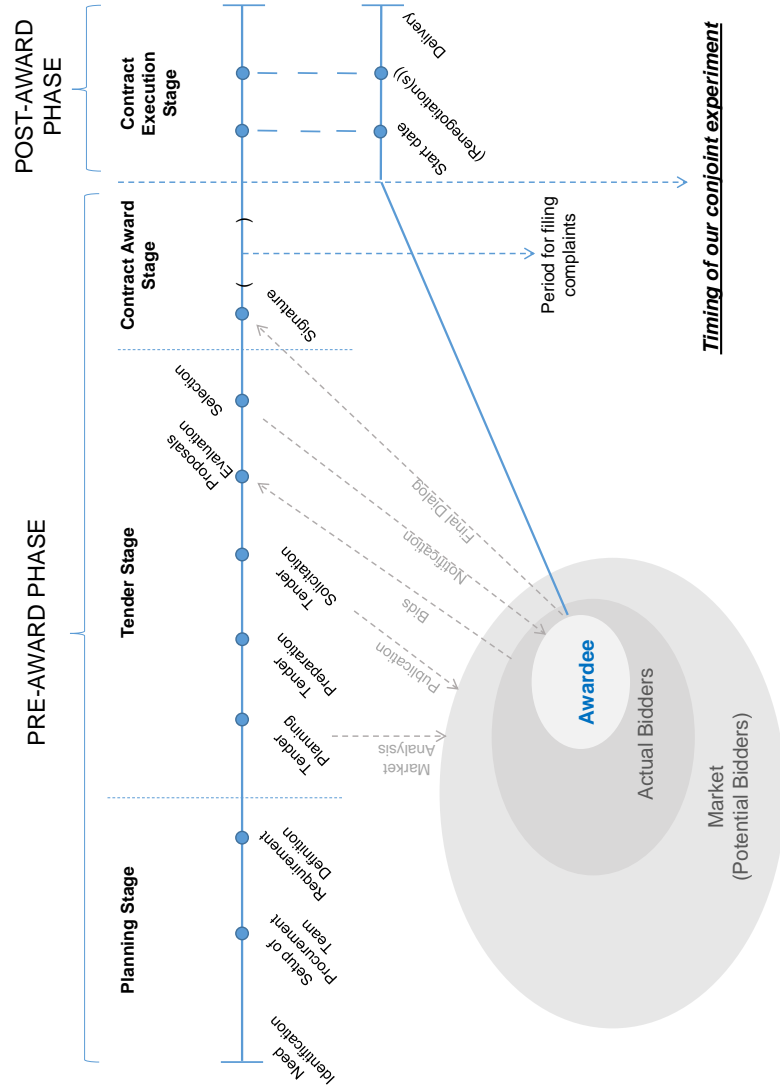 PRE-AWARD PHASE
POST-AWARD
PHASE
Planning Stage
Tender Stage
Contract Award
Stage
Contract
Execution
Stage
Need
Identification
Setup of
Procurement
Team
Requirement
Definition
Tender
Planning
Tender
Preparation
Tender
Solicitation
Proposals
Evaluation
Selection
Signature
(
)
Start date
(Renegotiation(s))
Delivery
Market
Analysis
Publication
Bids
Notification
Final Dialog
Period for filing
complaints
Awardee
Actual Bidders
Market
(Potential Bidders)
Timing of our conjoint experiment